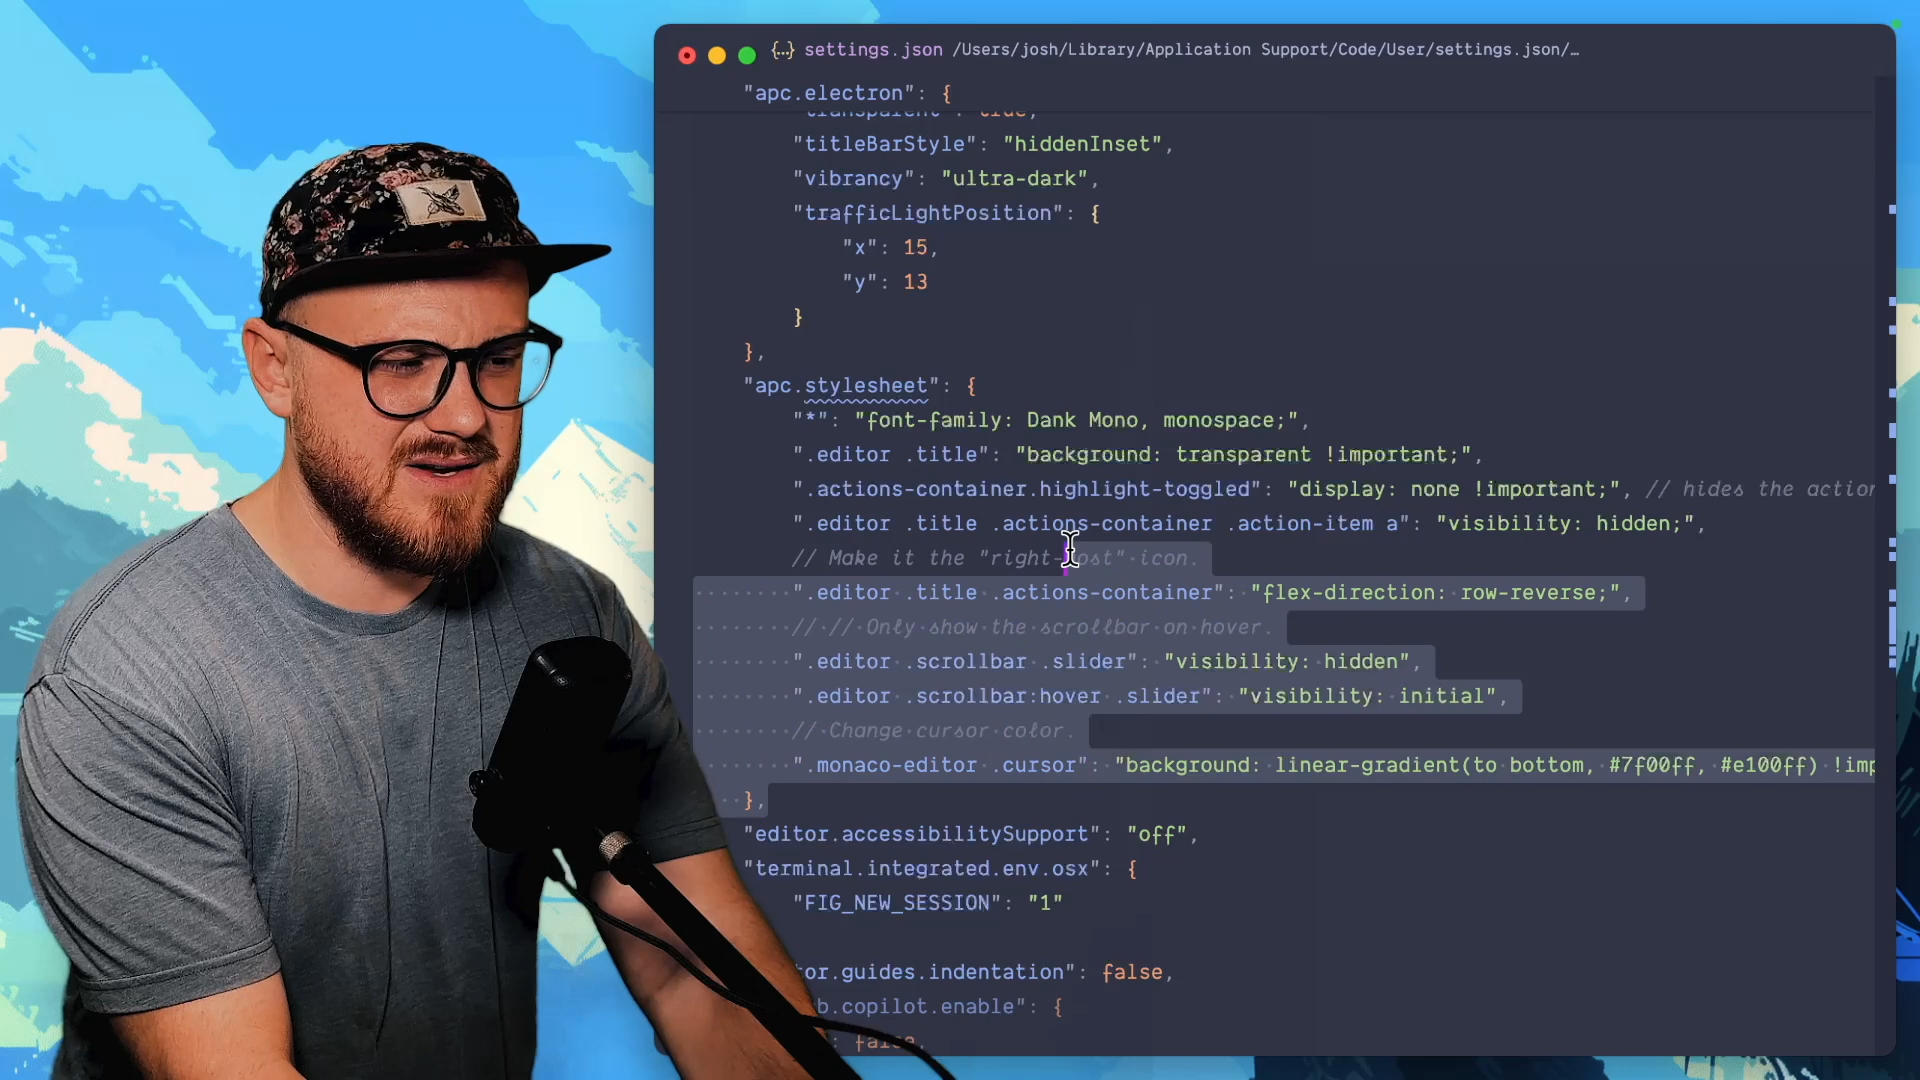 {…} settings.json /Users/josh/Library/Application Support/Code/User/settings.json/…
"apc.electron": {
"transparent": true,
"titleBarStyle": "hiddenInset",
"vibrancy": "ultra-dark",
"trafficLightPosition": {
"x": 15,
"y": 13
}
},
"apc.stylesheet": {
"*": "font-family: Dank Mono, monospace;",
".editor .title": "background: transparent !important;",
".actions-container.highlight-toggled": "display: none !important;", // hides the action
".editor .title .actions-container .action-item a": "visibility: hidden;",
// Make it the "right-most" icon.
".editor .title .actions-container": "flex-direction: row-reverse;",
// // Only show the scrollbar on hover.
".editor .scrollbar .slider": "visibility: hidden",
".editor .scrollbar:hover .slider": "visibility: initial",
// Change cursor color.
".monaco-editor .cursor": "background: linear-gradient(to bottom, #7f00ff, #e100ff) !imp
},
"editor.accessibilitySupport": "off",
"terminal.integrated.env.osx": {
"FIG_NEW_SESSION": "1"
tor.guides.indentation": false,
b.copilot.enable": {
: false,